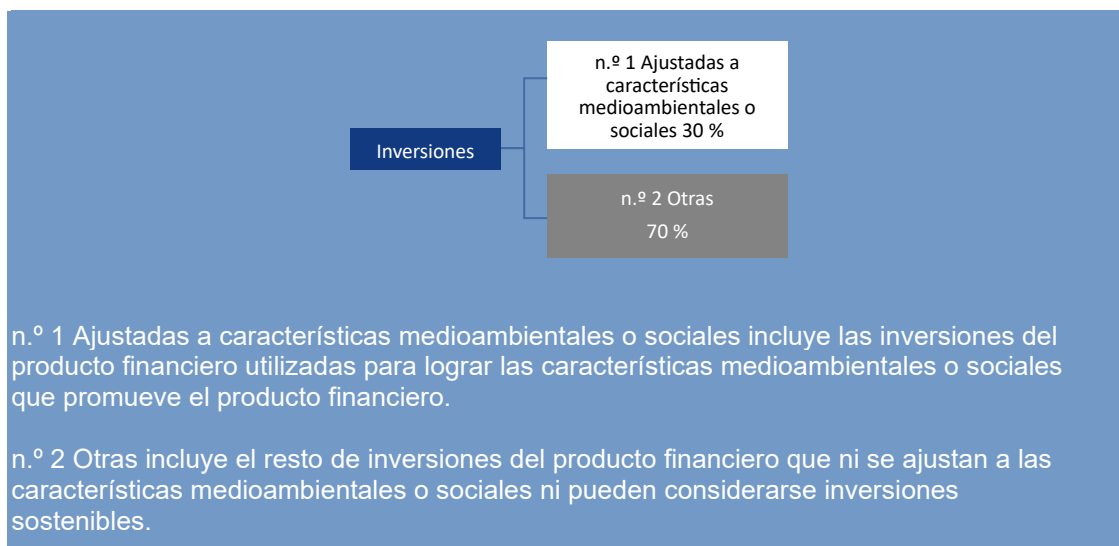 n.º 1 Ajustadas a
características
medioambientales o
sociales 30 %
Inversiones
n.º 2 Otras
70 %
n.º 1 Ajustadas a características medioambientales o sociales incluye las inversiones del
producto financiero utilizadas para lograr las características medioambientales o sociales
que promueve el producto financiero.
n.º 2 Otras incluye el resto de inversiones del producto financiero que ni se ajustan a las
características medioambientales o sociales ni pueden considerarse inversiones
sostenibles.